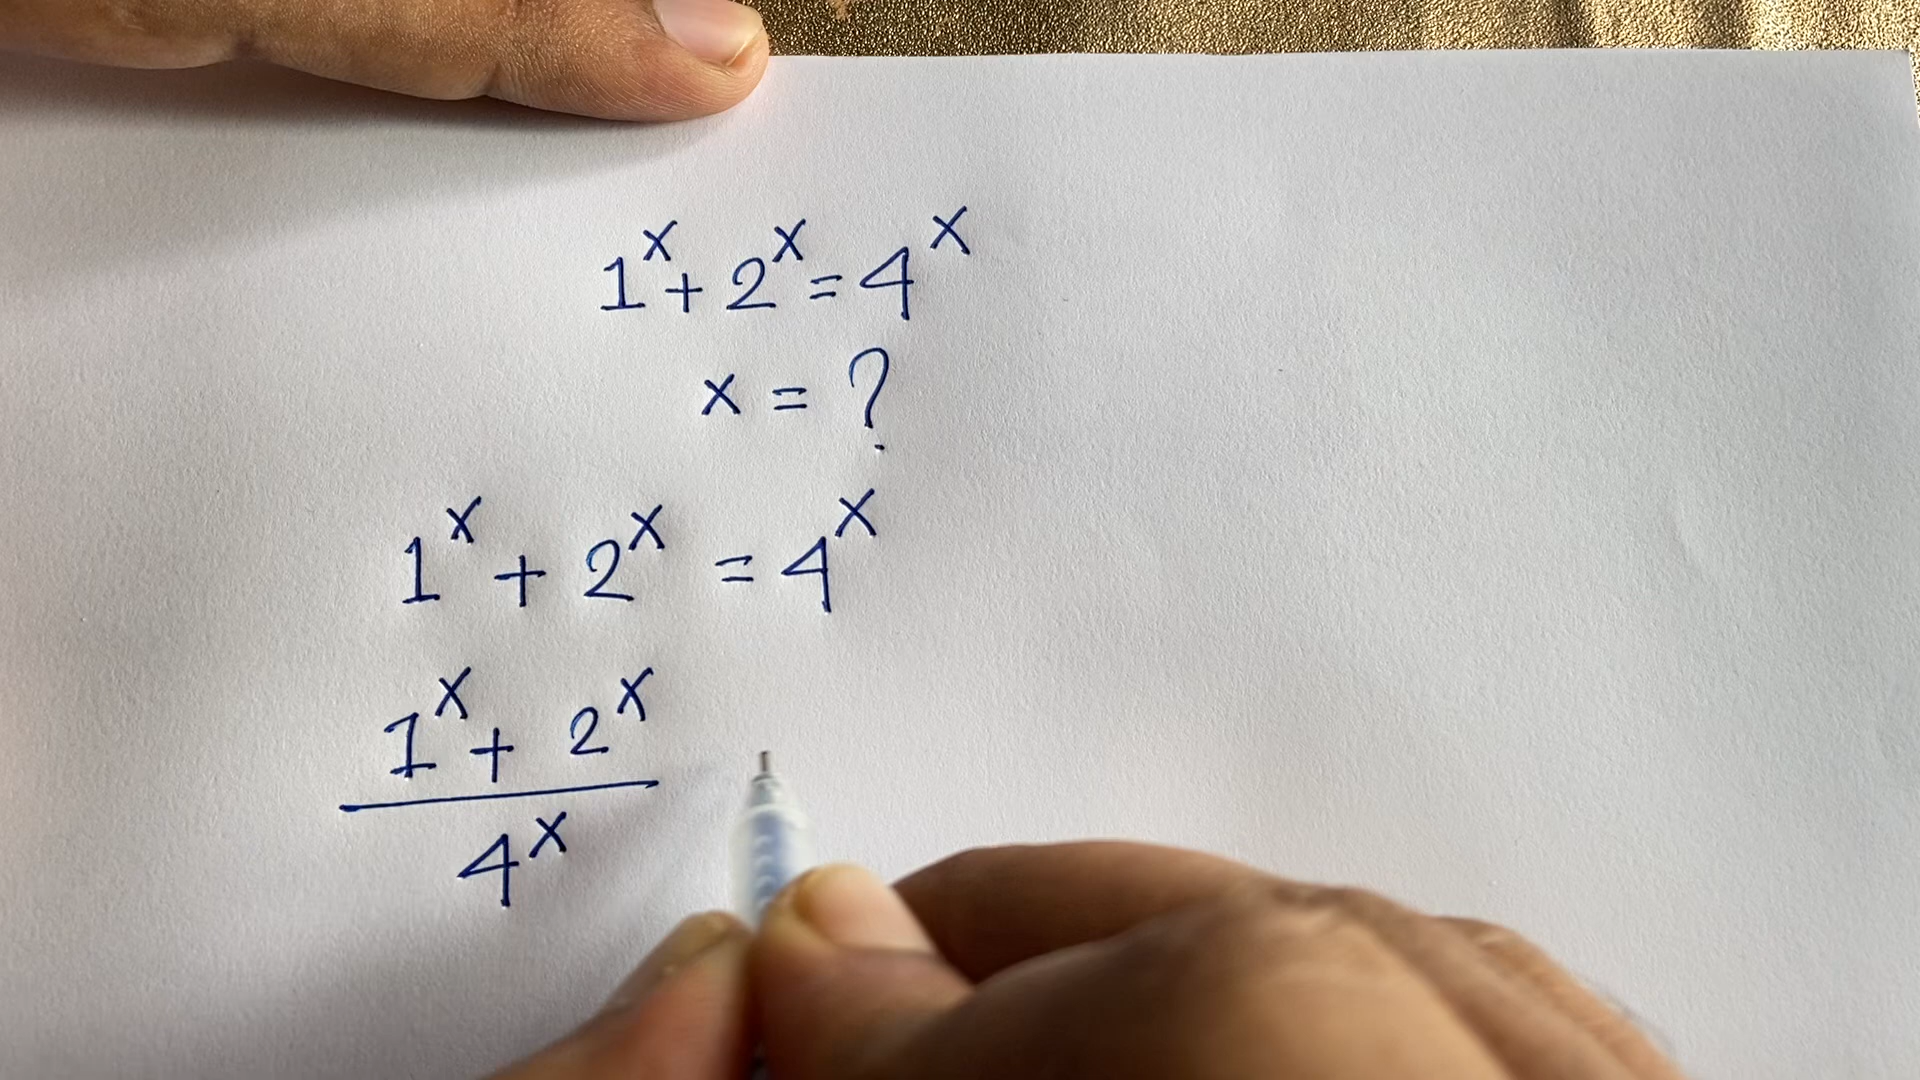 1^x + 2^x = 4^x
x = ?
1^x + 2^x = 4^x
1^x + 2^x
4^x